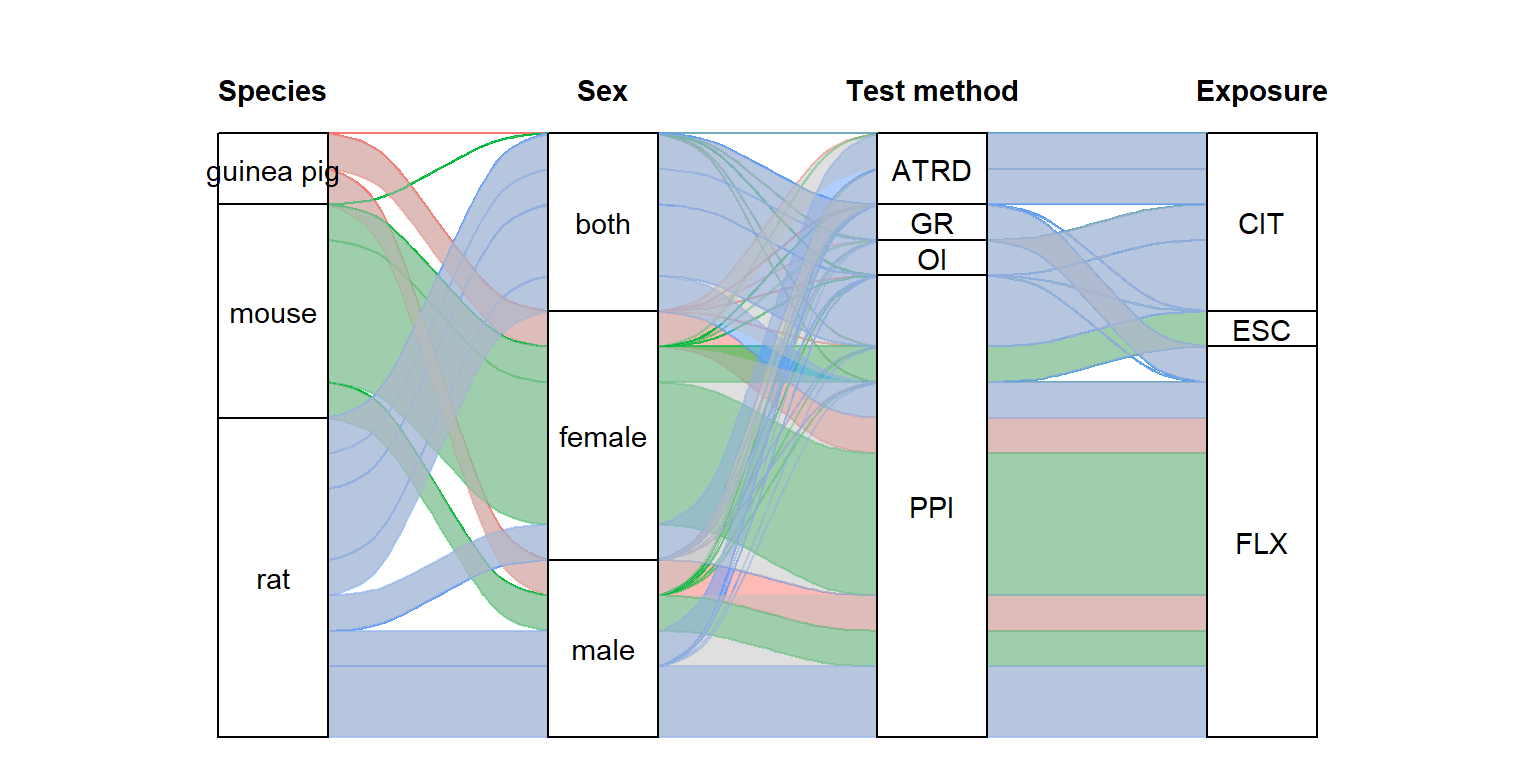 Species Sex Test method Exposure
guinea pig
mouse
rat
both
female
male
ATRD
GR
OI
PPI
CIT
ESC
FLX